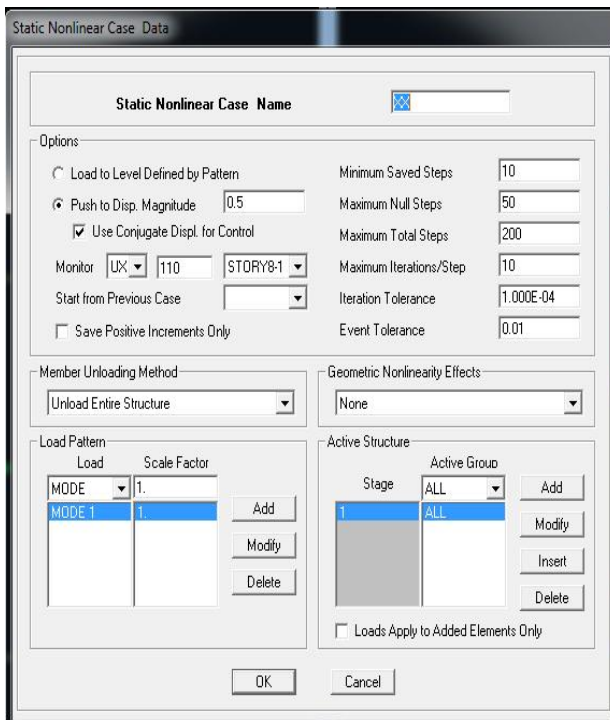 Static Nonlinear Case Data
Static Nonlinear Case Name XX
Options
Load to Level Defined by Pattern
Push to Disp. Magnitude 0.5
Use Conjugate Displ. for Control
Monitor UX 110 STORY8-1
Start from Previous Case
Save Positive Increments Only
Minimum Saved Steps 10
Maximum Null Steps 50
Maximum Total Steps 200
Maximum Iterations/Step 10
Iteration Tolerance 1.000E-04
Event Tolerance 0.01
Member Unloading Method
Unload Entire Structure
Geometric Nonlinearity Effects
None
Load Pattern
Load Scale Factor
MODE 1.
MODE 1 1.
Add
Modify
Delete
Active Structure
Active Group
Stage ALL
1 ALL
Add
Modify
Insert
Delete
Loads Apply to Added Elements Only
OK Cancel